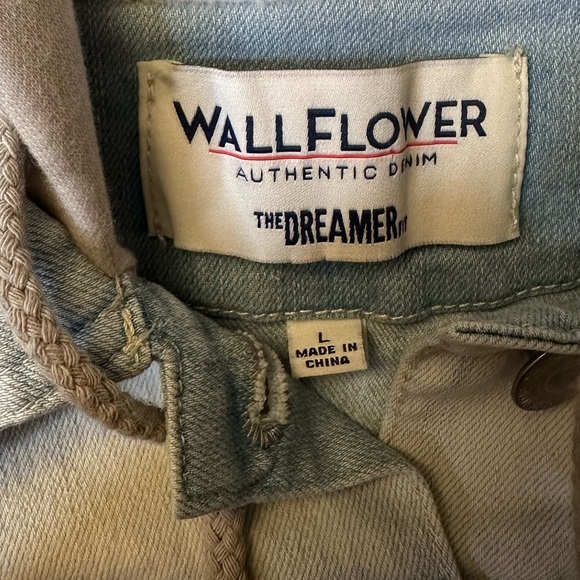 WALLFLOWER
AUTHENTIC DENIM
THE DREAMER FIT
L
MADE IN
CHINA